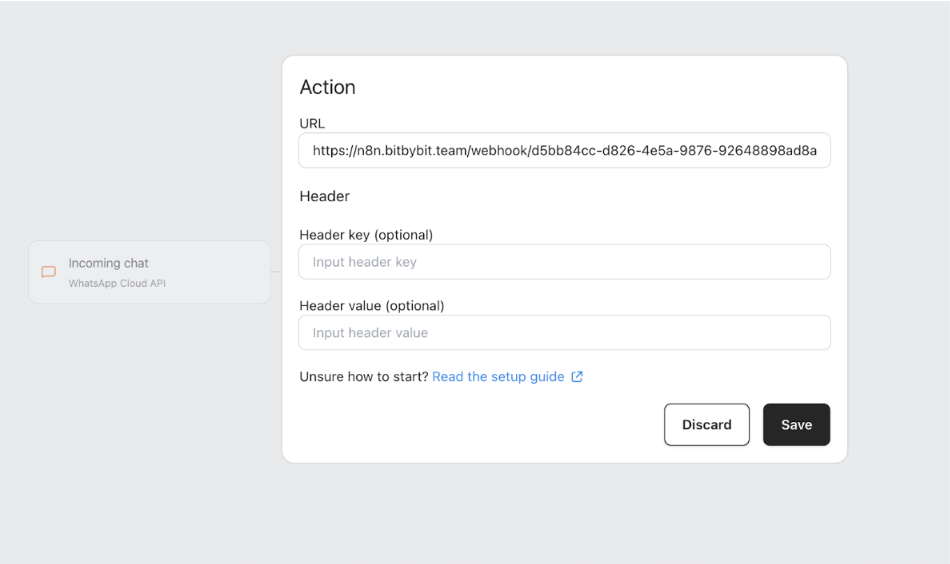 Action
URL
https://n8n.bitbybit.team/webhook/d5bb84cc-d826-4e5a-9876-92648898ad8a
Header
Header key (optional)
Input header key
Incoming chat
WhatsApp Cloud API
Header value (optional)
Input header value
Unsure how to start? Read the setup guide
Discard
Save